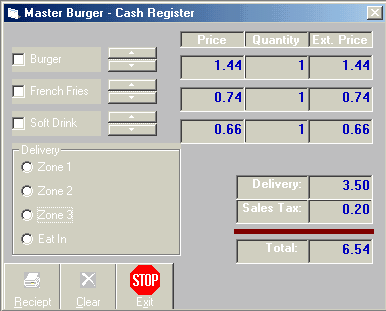 Master Burger - Cash Register
Price Quantity Ext. Price
Burger 1.44 1 1.44
French Fries 0.74 1 0.74
Soft Drink 0.66 1 0.66
Delivery
Zone 1
Zone 2
Zone 3
Eat In
Delivery: 3.50
Sales Tax: 0.20
Total: 6.54
STOP
Reciept Clear Exit